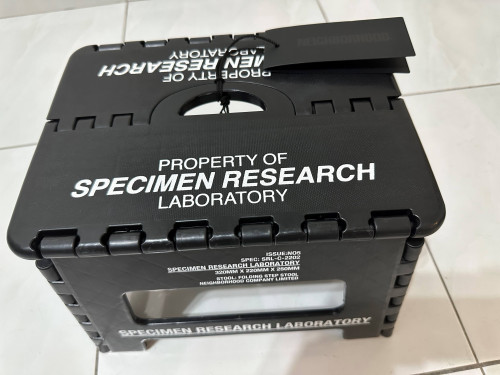 PROPERTY OF
SPECIMEN RESEARCH
LABORATORY
PROPERTY OF
SPECIMEN RESEARCH
LABORATORY
ISSUE:NO5
SPEC: SRL-C-2202
SPECIMEN RESEARCH LABORATORY
320MM X 220MM X 250MM
STOOL: FOLDING STEP STOOL
NEIGHBORHOOD COMPANY LIMITED
SPECIMEN RESEARCH LABORATORY